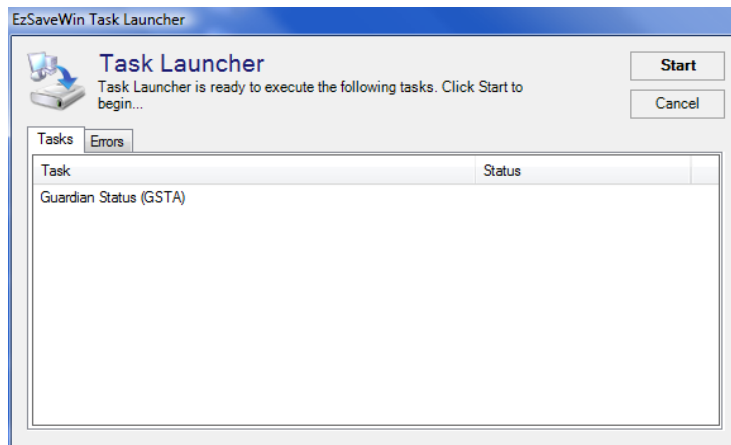 EzSaveWin Task Launcher
Task Launcher
Start
Task Launcher is ready to execute the following tasks. Click Start to
begin...
Cancel
Tasks
Errors
Task
Status
Guardian Status (GSTA)